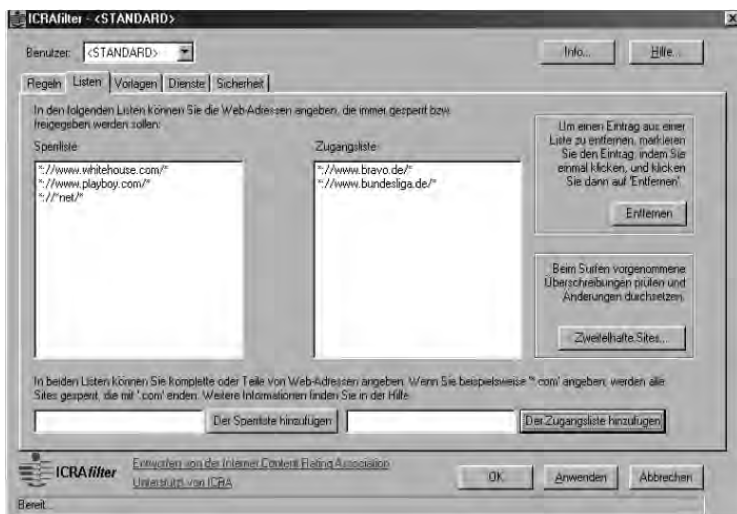 ICRAfilter - <STANDARD>
Benutzer: <STANDARD>
Info...
Hilfe...
Regeln Listen Vorlagen Dienste Sicherheit
In den folgenden Listen können Sie die Web-Adressen angeben, die immer gesperrt bzw.
freigegeben werden sollen:
Sperrliste
*://www.whitehouse.com/*
*://www.playboy.com/*
*://*net/*
Zugangsliste
*://www.bravo.de/*
*://www.bundesliga.de/*
Um einen Eintrag aus einer
Liste zu entfernen, markieren
Sie den Eintrag, indem Sie
einmal klicken, und klicken
Sie dann auf 'Entfernen'.
Entfernen
Beim Surfen vorgenommene
Überschreibungen prüfen und
Änderungen durchsetzen.
Zweifelhafte Sites...
In beiden Listen können Sie komplette oder Teile von Web-Adressen angeben. Wenn Sie beispielsweise '*.com' angeben, werden alle
Sites gesperrt, die mit '.com' enden. Weitere Informationen finden Sie in der Hilfe
Der Sperrliste hinzufügen
Der Zugangsliste hinzufügen
ICRAfilter
Entworfen von der Internet Content Rating Association
Unterstützt von ICRA
OK
Anwenden
Abbrechen
Bereit...